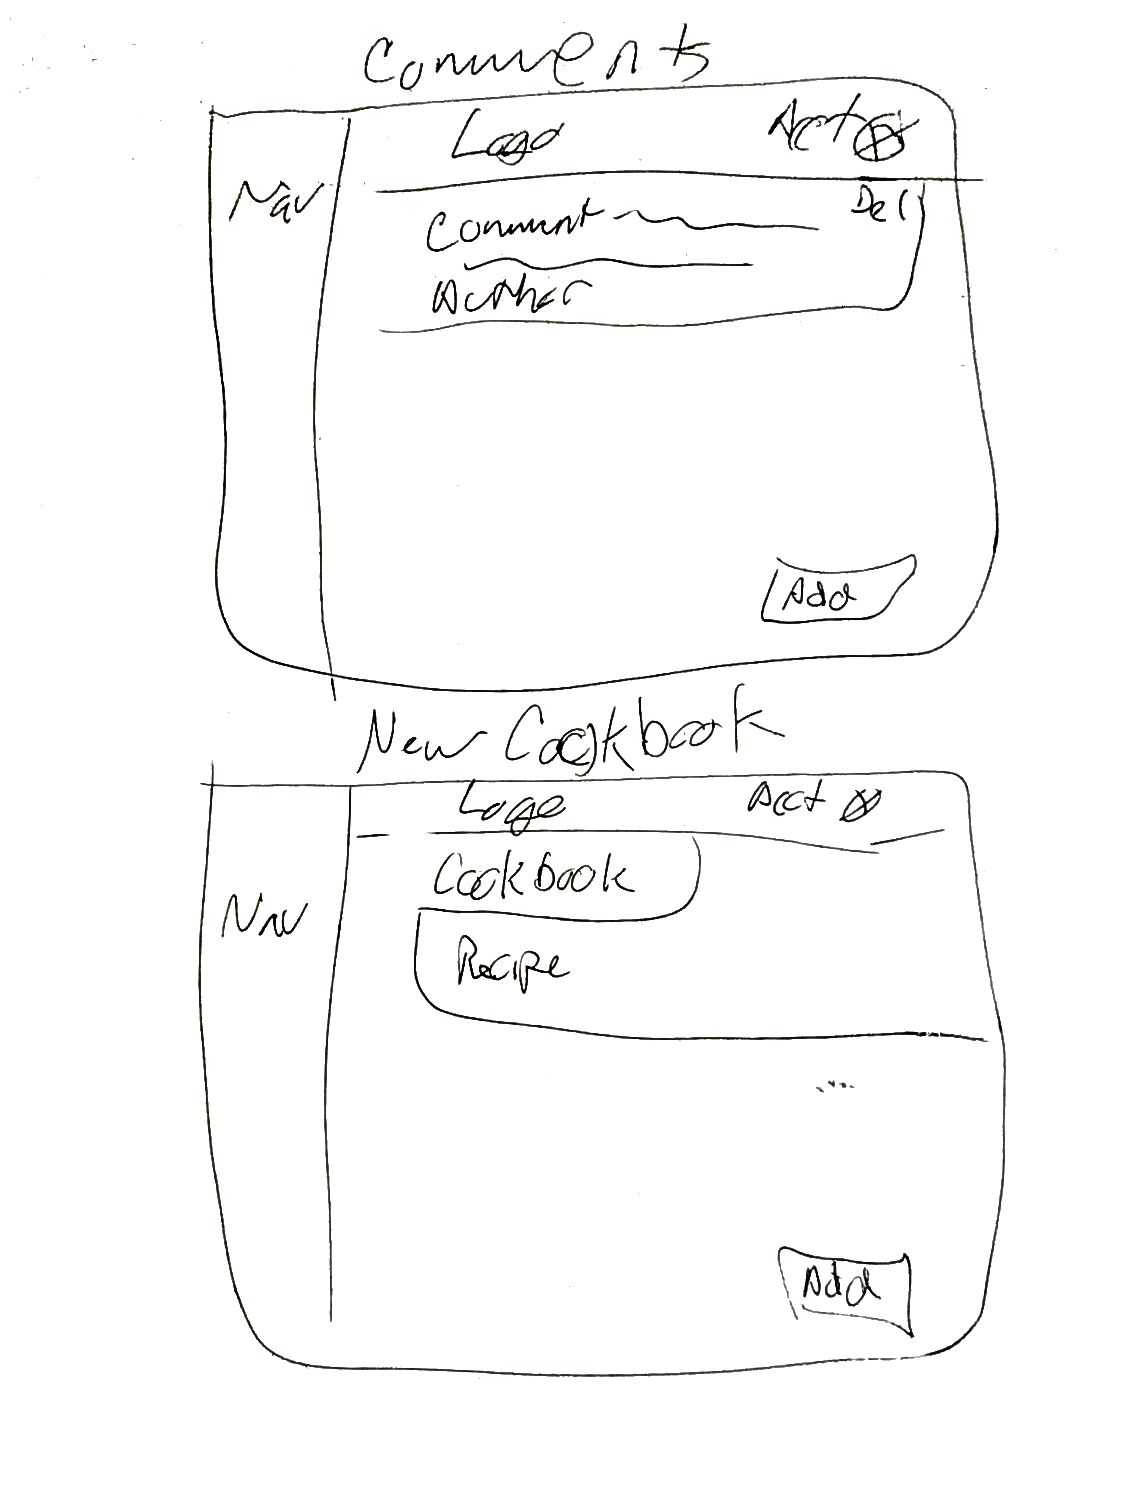 Comments
Logo Acct
Nav
Del
Comment
Author
Add
New Cookbook
Logo Acct
Cookbook
Nav
Recipe
Add